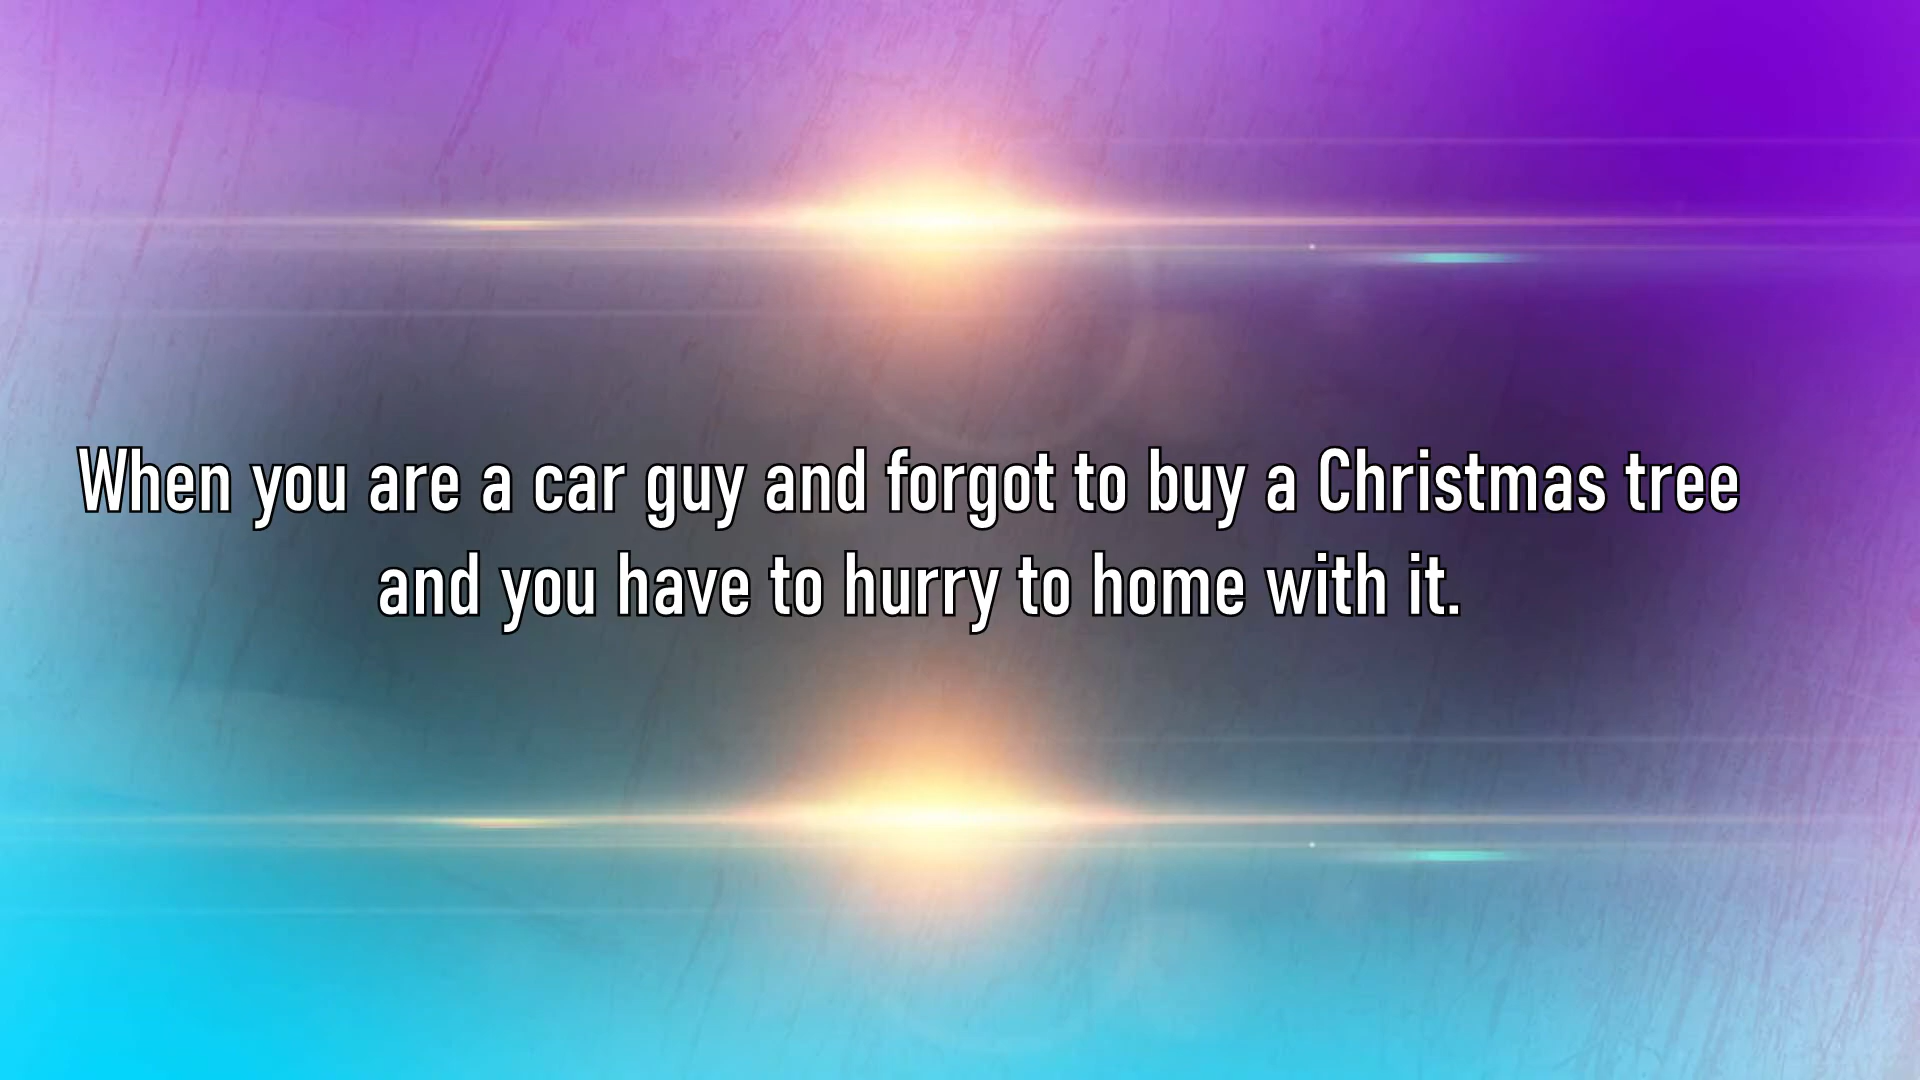 When you are a car guy and forgot to buy a Christmas tree
and you have to hurry to home with it.